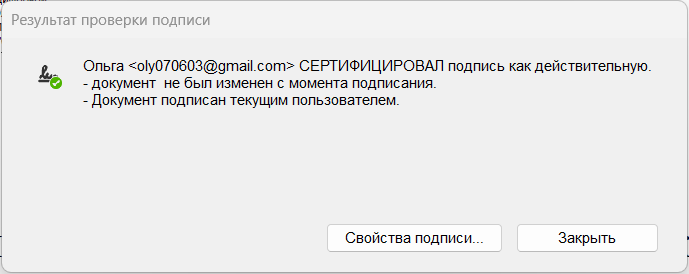 Результат проверки подписи
Ольга <oly070603@gmail.com> СЕРТИФИЦИРОВАЛ подпись как действительную.
- документ  не был изменен с момента подписания.
- Документ подписан текущим пользователем.
Свойства подписи...
Закрыть